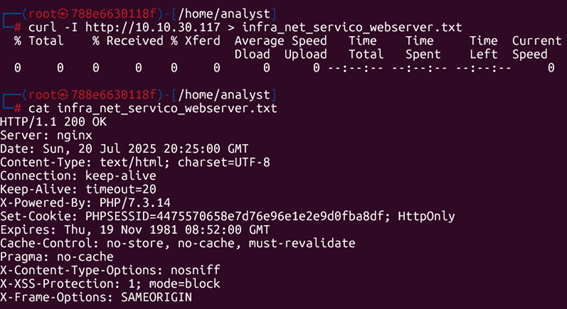 ┌──(root㉿788e6630118f)-[/home/analyst]
└─# curl -I http://10.10.30.117 > infra_net_servico_webserver.txt
% Total % Received % Xferd Average Speed Time Time Time Current
Dload Upload Total Spent Left Speed
0 0 0 0 0 0 0 0 --:--:-- --:--:-- --:--:-- 0
┌──(root㉿788e6630118f)-[/home/analyst]
└─# cat infra_net_servico_webserver.txt
HTTP/1.1 200 OK
Server: nginx
Date: Sun, 20 Jul 2025 20:25:00 GMT
Content-Type: text/html; charset=UTF-8
Connection: keep-alive
Keep-Alive: timeout=20
X-Powered-By: PHP/7.3.14
Set-Cookie: PHPSESSID=4475570658e7d76e96e1e2e9d0fba8df; HttpOnly
Expires: Thu, 19 Nov 1981 08:52:00 GMT
Cache-Control: no-store, no-cache, must-revalidate
Pragma: no-cache
X-Content-Type-Options: nosniff
X-XSS-Protection: 1; mode=block
X-Frame-Options: SAMEORIGIN